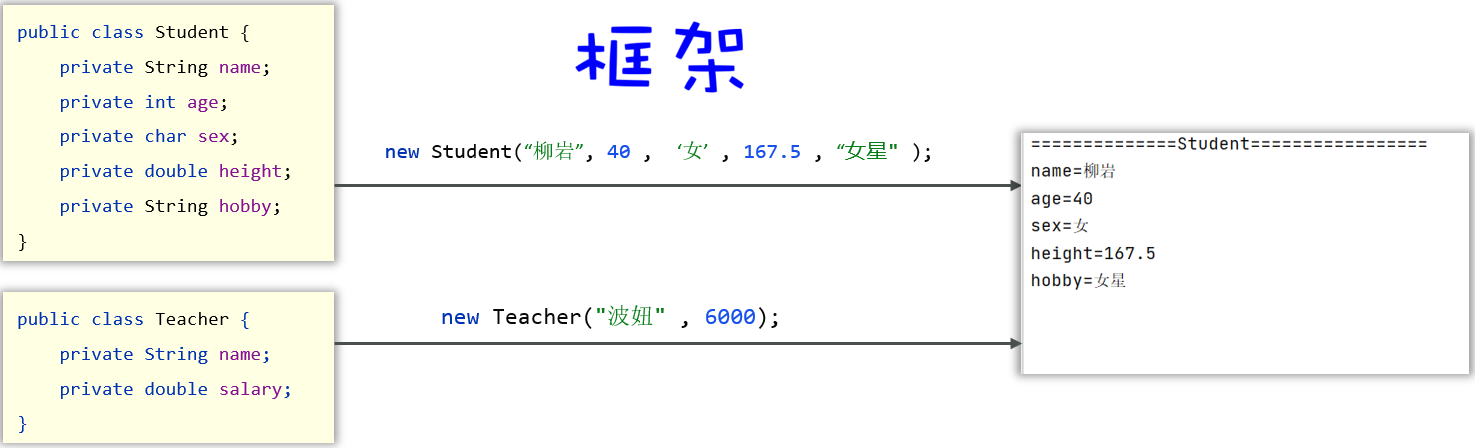 public class Student {
private String name;
private int age;
private char sex;
private double height;
private String hobby;
}
框架
new Student(“柳岩”, 40 , ‘女’ , 167.5 , “女星" );
==============Student=================
name=柳岩
age=40
sex=女
height=167.5
hobby=女星
public class Teacher {
private String name;
private double salary;
}
new Teacher("波妞" , 6000);